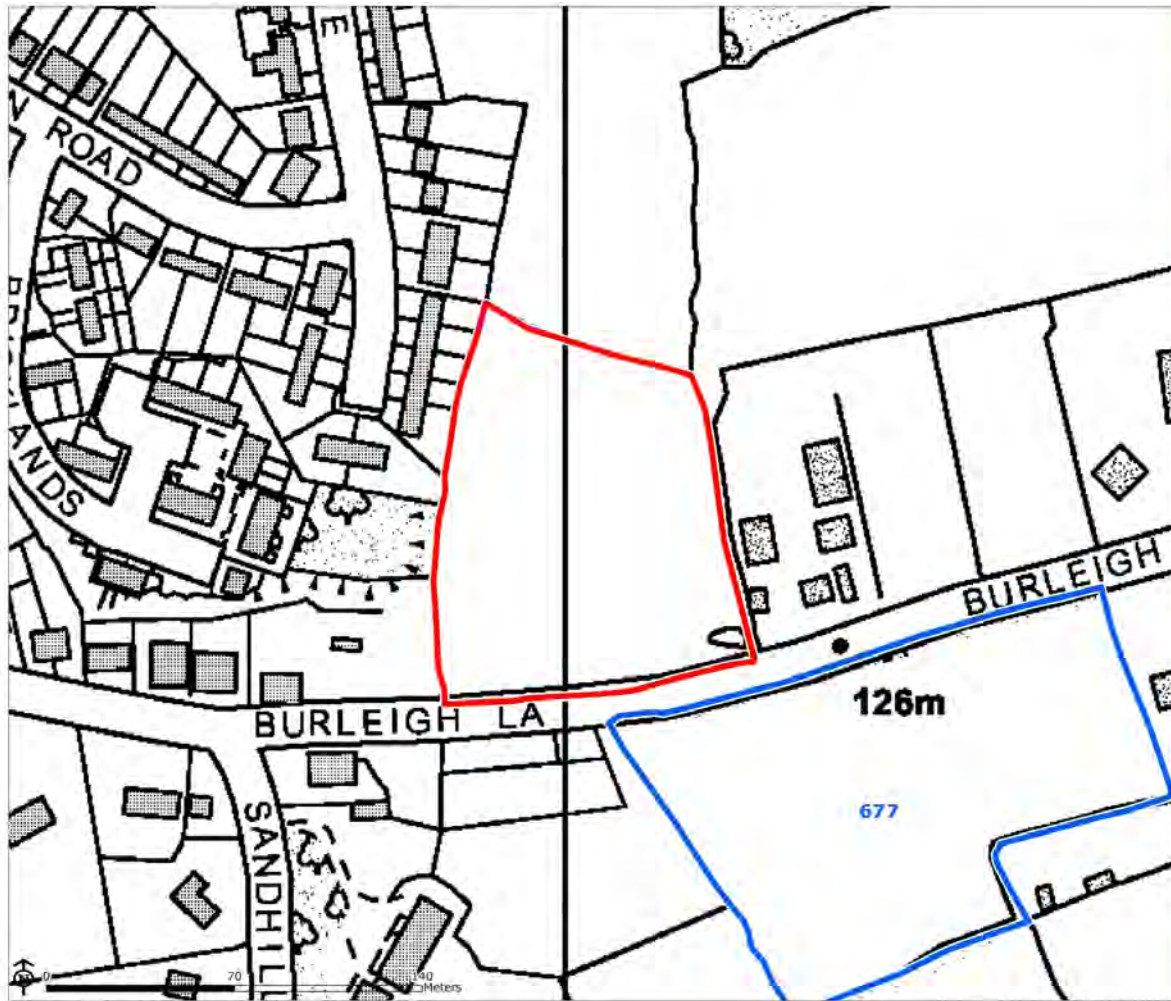 E
N ROAD
ANDS
BURLEIGH
126m
BURLEIGH LA
677
SANDHILL
0 70 140
Meters